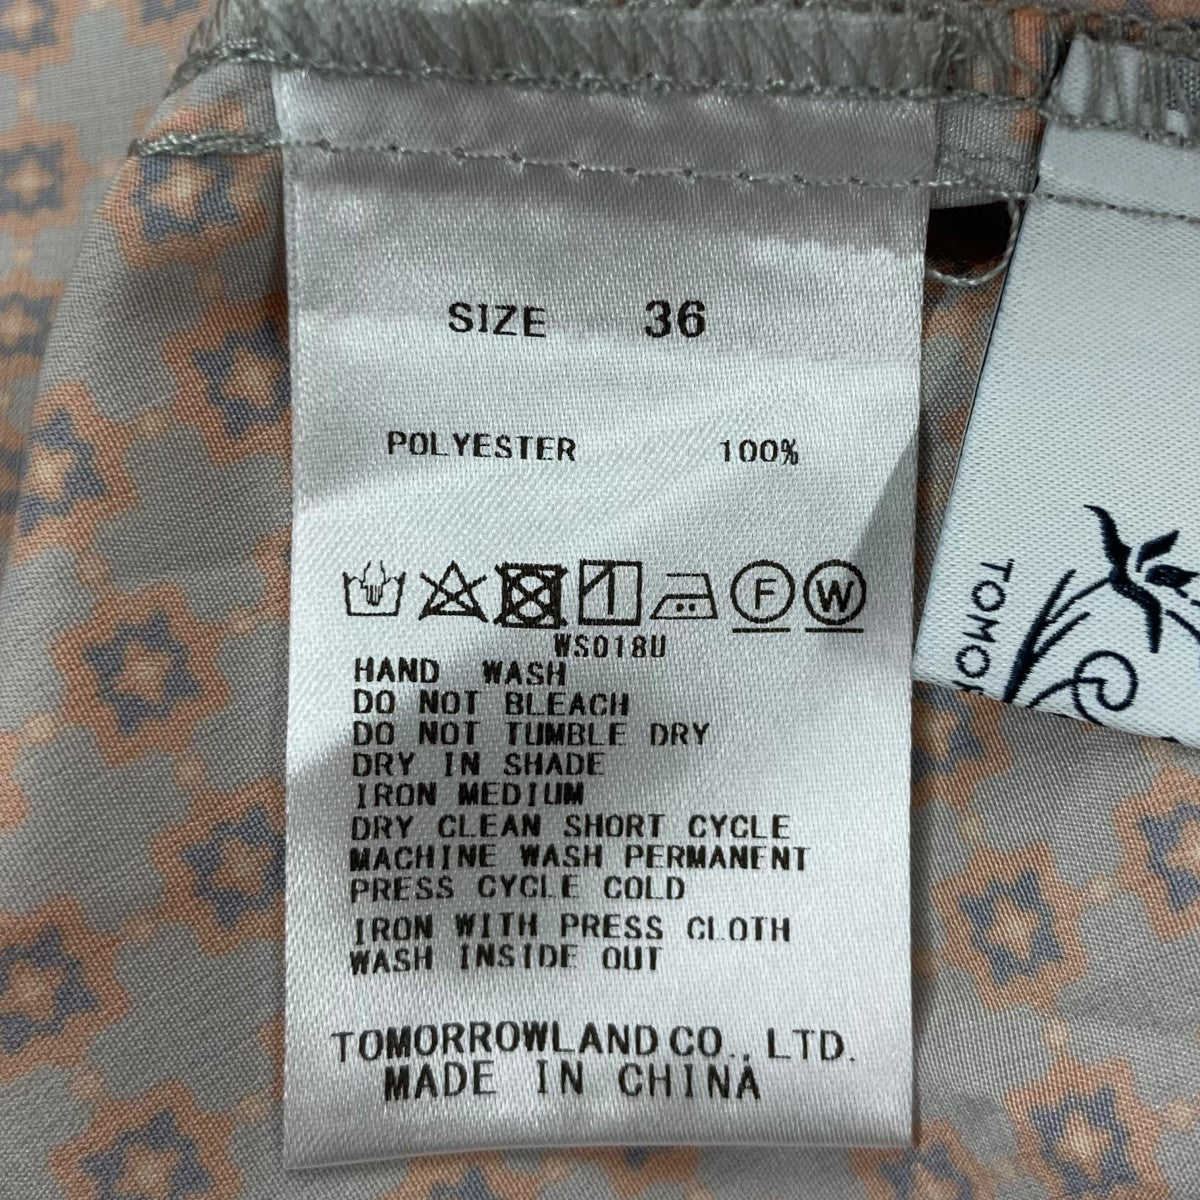 SIZE 36
POLYESTER 100%
F W
WS018U
HAND WASH
DO NOT BLEACH
DO NOT TUMBLE DRY
DRY IN SHADE
IRON MEDIUM
DRY CLEAN SHORT CYCLE
MACHINE WASH PERMANENT
PRESS CYCLE COLD
IRON WITH PRESS CLOTH
WASH INSIDE OUT
TOMORROWLAND CO., LTD.
MADE IN CHINA